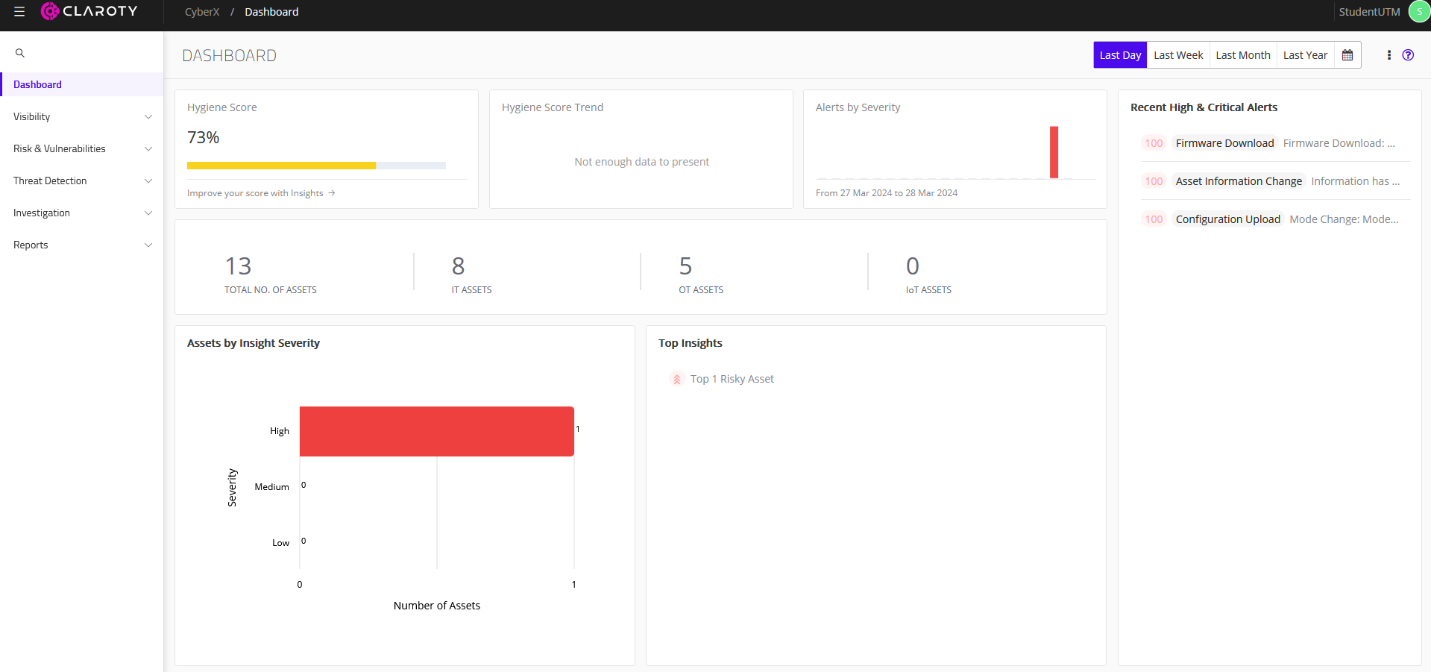 CLAROTY
CyberX / Dashboard
StudentUTM
S
Dashboard
Visibility
Risk & Vulnerabilities
Threat Detection
Investigation
Reports
DASHBOARD
Last Day
Last Week
Last Month
Last Year
?
Hygiene Score
73%
Improve your score with Insights →
Hygiene Score Trend
Not enough data to present
Alerts by Severity
From 27 Mar 2024 to 28 Mar 2024
Recent High & Critical Alerts
100 Firmware Download Firmware Download: ...
100 Asset Information Change Information has ...
100 Configuration Upload Mode Change: Mode...
13
TOTAL NO. OF ASSETS
8
IT ASSETS
5
OT ASSETS
0
IoT ASSETS
Assets by Insight Severity
Severity
High
1
Medium
0
Low
0
0
1
Number of Assets
Top Insights
Top 1 Risky Asset